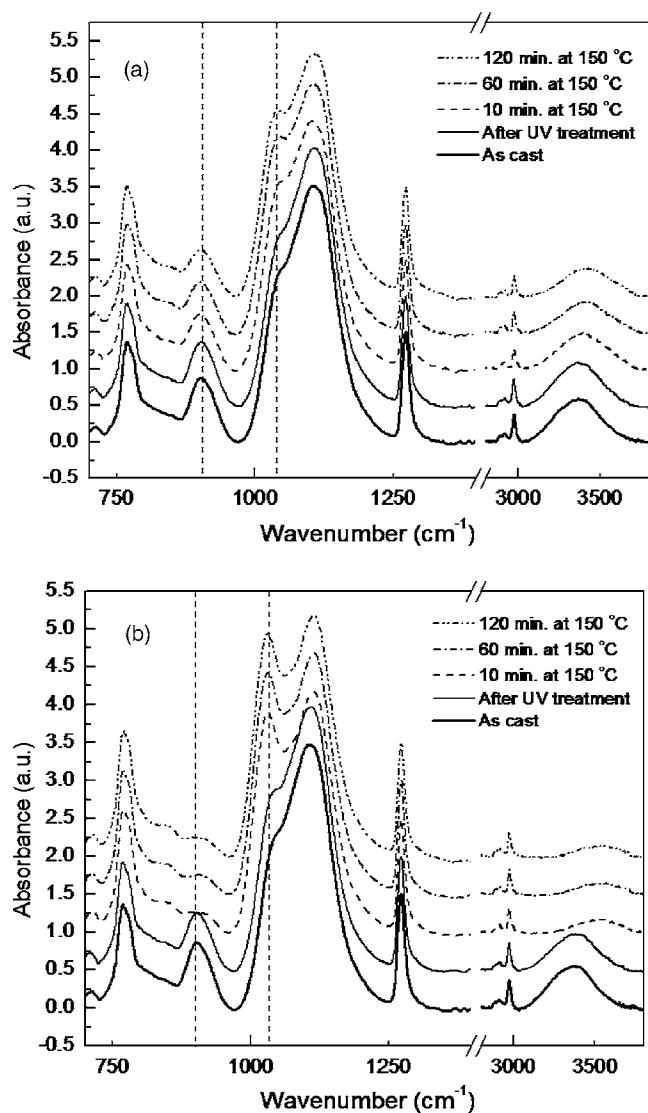 5.5
5.0
4.5
4.0
3.5
3.0
2.5
2.0
1.5
1.0
0.5
0.0
-0.5
Absorbance (a.u.)
(a)
120 min. at 150 °C
60 min. at 150 °C
10 min. at 150 °C
After UV treatment
As cast
750 1000 1250 3000 3500
Wavenumber (cm-1)
5.5
5.0
4.5
4.0
3.5
3.0
2.5
2.0
1.5
1.0
0.5
0.0
-0.5
Absorbance (a.u.)
(b)
120 min. at 150 °C
60 min. at 150 °C
10 min. at 150 °C
After UV treatment
As cast
750 1000 1250 3000 3500
Wavenumber (cm-1)